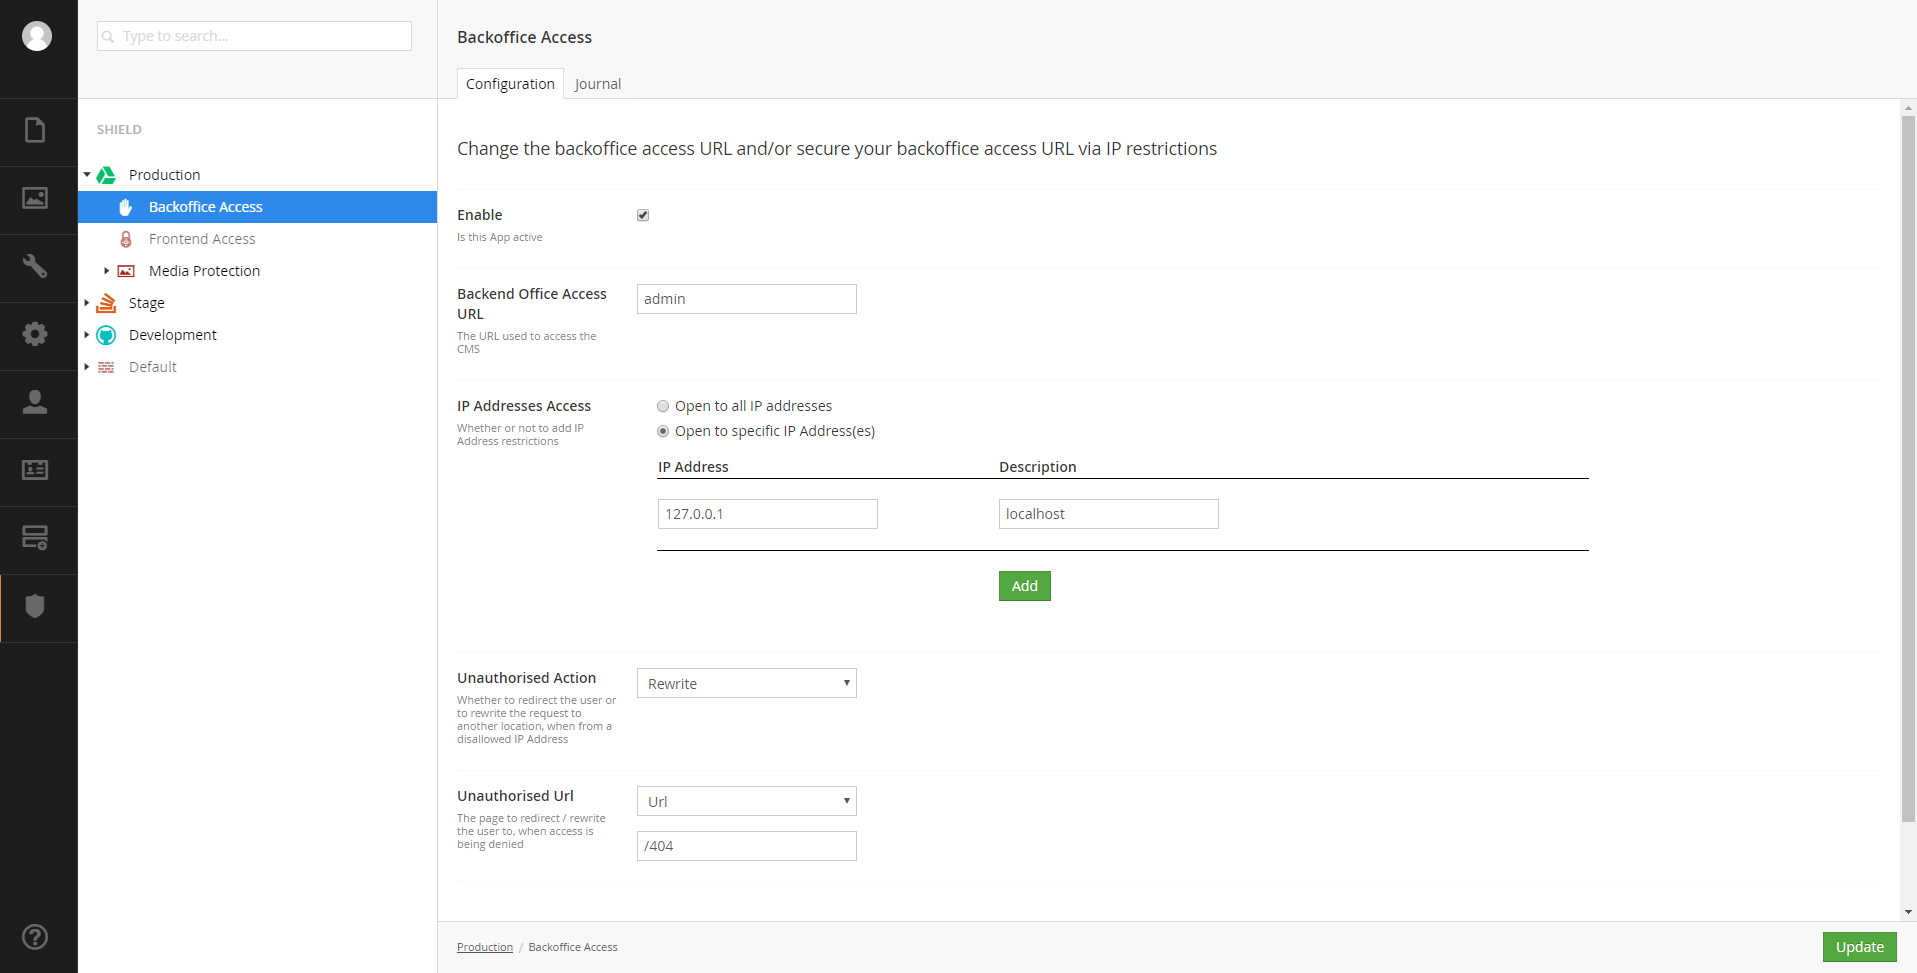 Type to search...
SHIELD
Production
Backoffice Access
Frontend Access
Media Protection
Stage
Development
Default
Backoffice Access
Configuration
Journal
Change the backoffice access URL and/or secure your backoffice access URL via IP restrictions
Enable
Is this App active
Backend Office Access
URL
The URL used to access the
CMS
admin
IP Addresses Access
Whether or not to add IP
Address restrictions
Open to all IP addresses
Open to specific IP Address(es)
IP Address
Description
127.0.0.1
localhost
Add
Unauthorised Action
Whether to redirect the user or
to rewrite the request to
another location, when from a
disallowed IP Address
Rewrite
Unauthorised Url
The page to redirect / rewrite
the user to, when access is
being denied
Url
/404
Production / Backoffice Access
Update